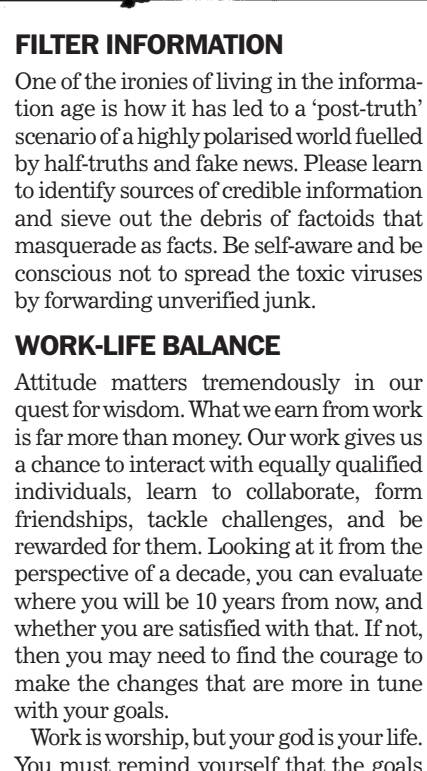 FILTER INFORMATION
One of the ironies of living in the informa-
tion age is how it has led to a ‘post-truth’
scenario of a highly polarised world fuelled
by half-truths and fake news. Please learn
to identify sources of credible information
and sieve out the debris of factoids that
masquerade as facts. Be self-aware and be
conscious not to spread the toxic viruses
by forwarding unverified junk.
WORK-LIFE BALANCE
Attitude matters tremendously in our
quest for wisdom. What we earn from work
is far more than money. Our work gives us
a chance to interact with equally qualified
individuals, learn to collaborate, form
friendships, tackle challenges, and be
rewarded for them. Looking at it from the
perspective of a decade, you can evaluate
where you will be 10 years from now, and
whether you are satisfied with that. If not,
then you may need to find the courage to
make the changes that are more in tune
with your goals.
Work is worship, but your god is your life.
You must remind yourself that the goals